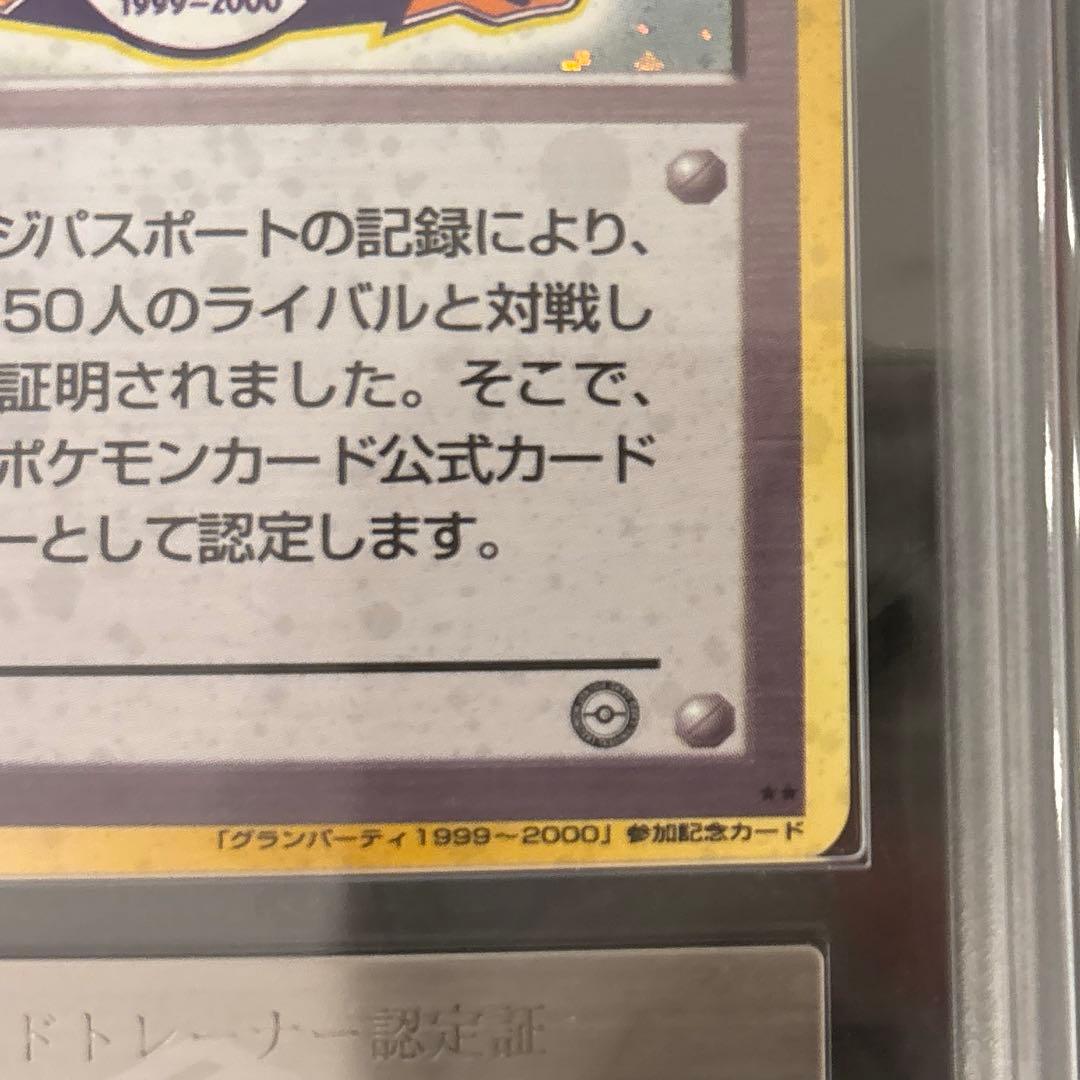 1999–2000
ジパスポートの記録により、
50人のライバルと対戦し
証明されました。そこで、
ポケモンカード公式カード
ーとして認定します。
★★
「グランパーティ1999〜2000」参加記念カード
ドトレーナー認定証